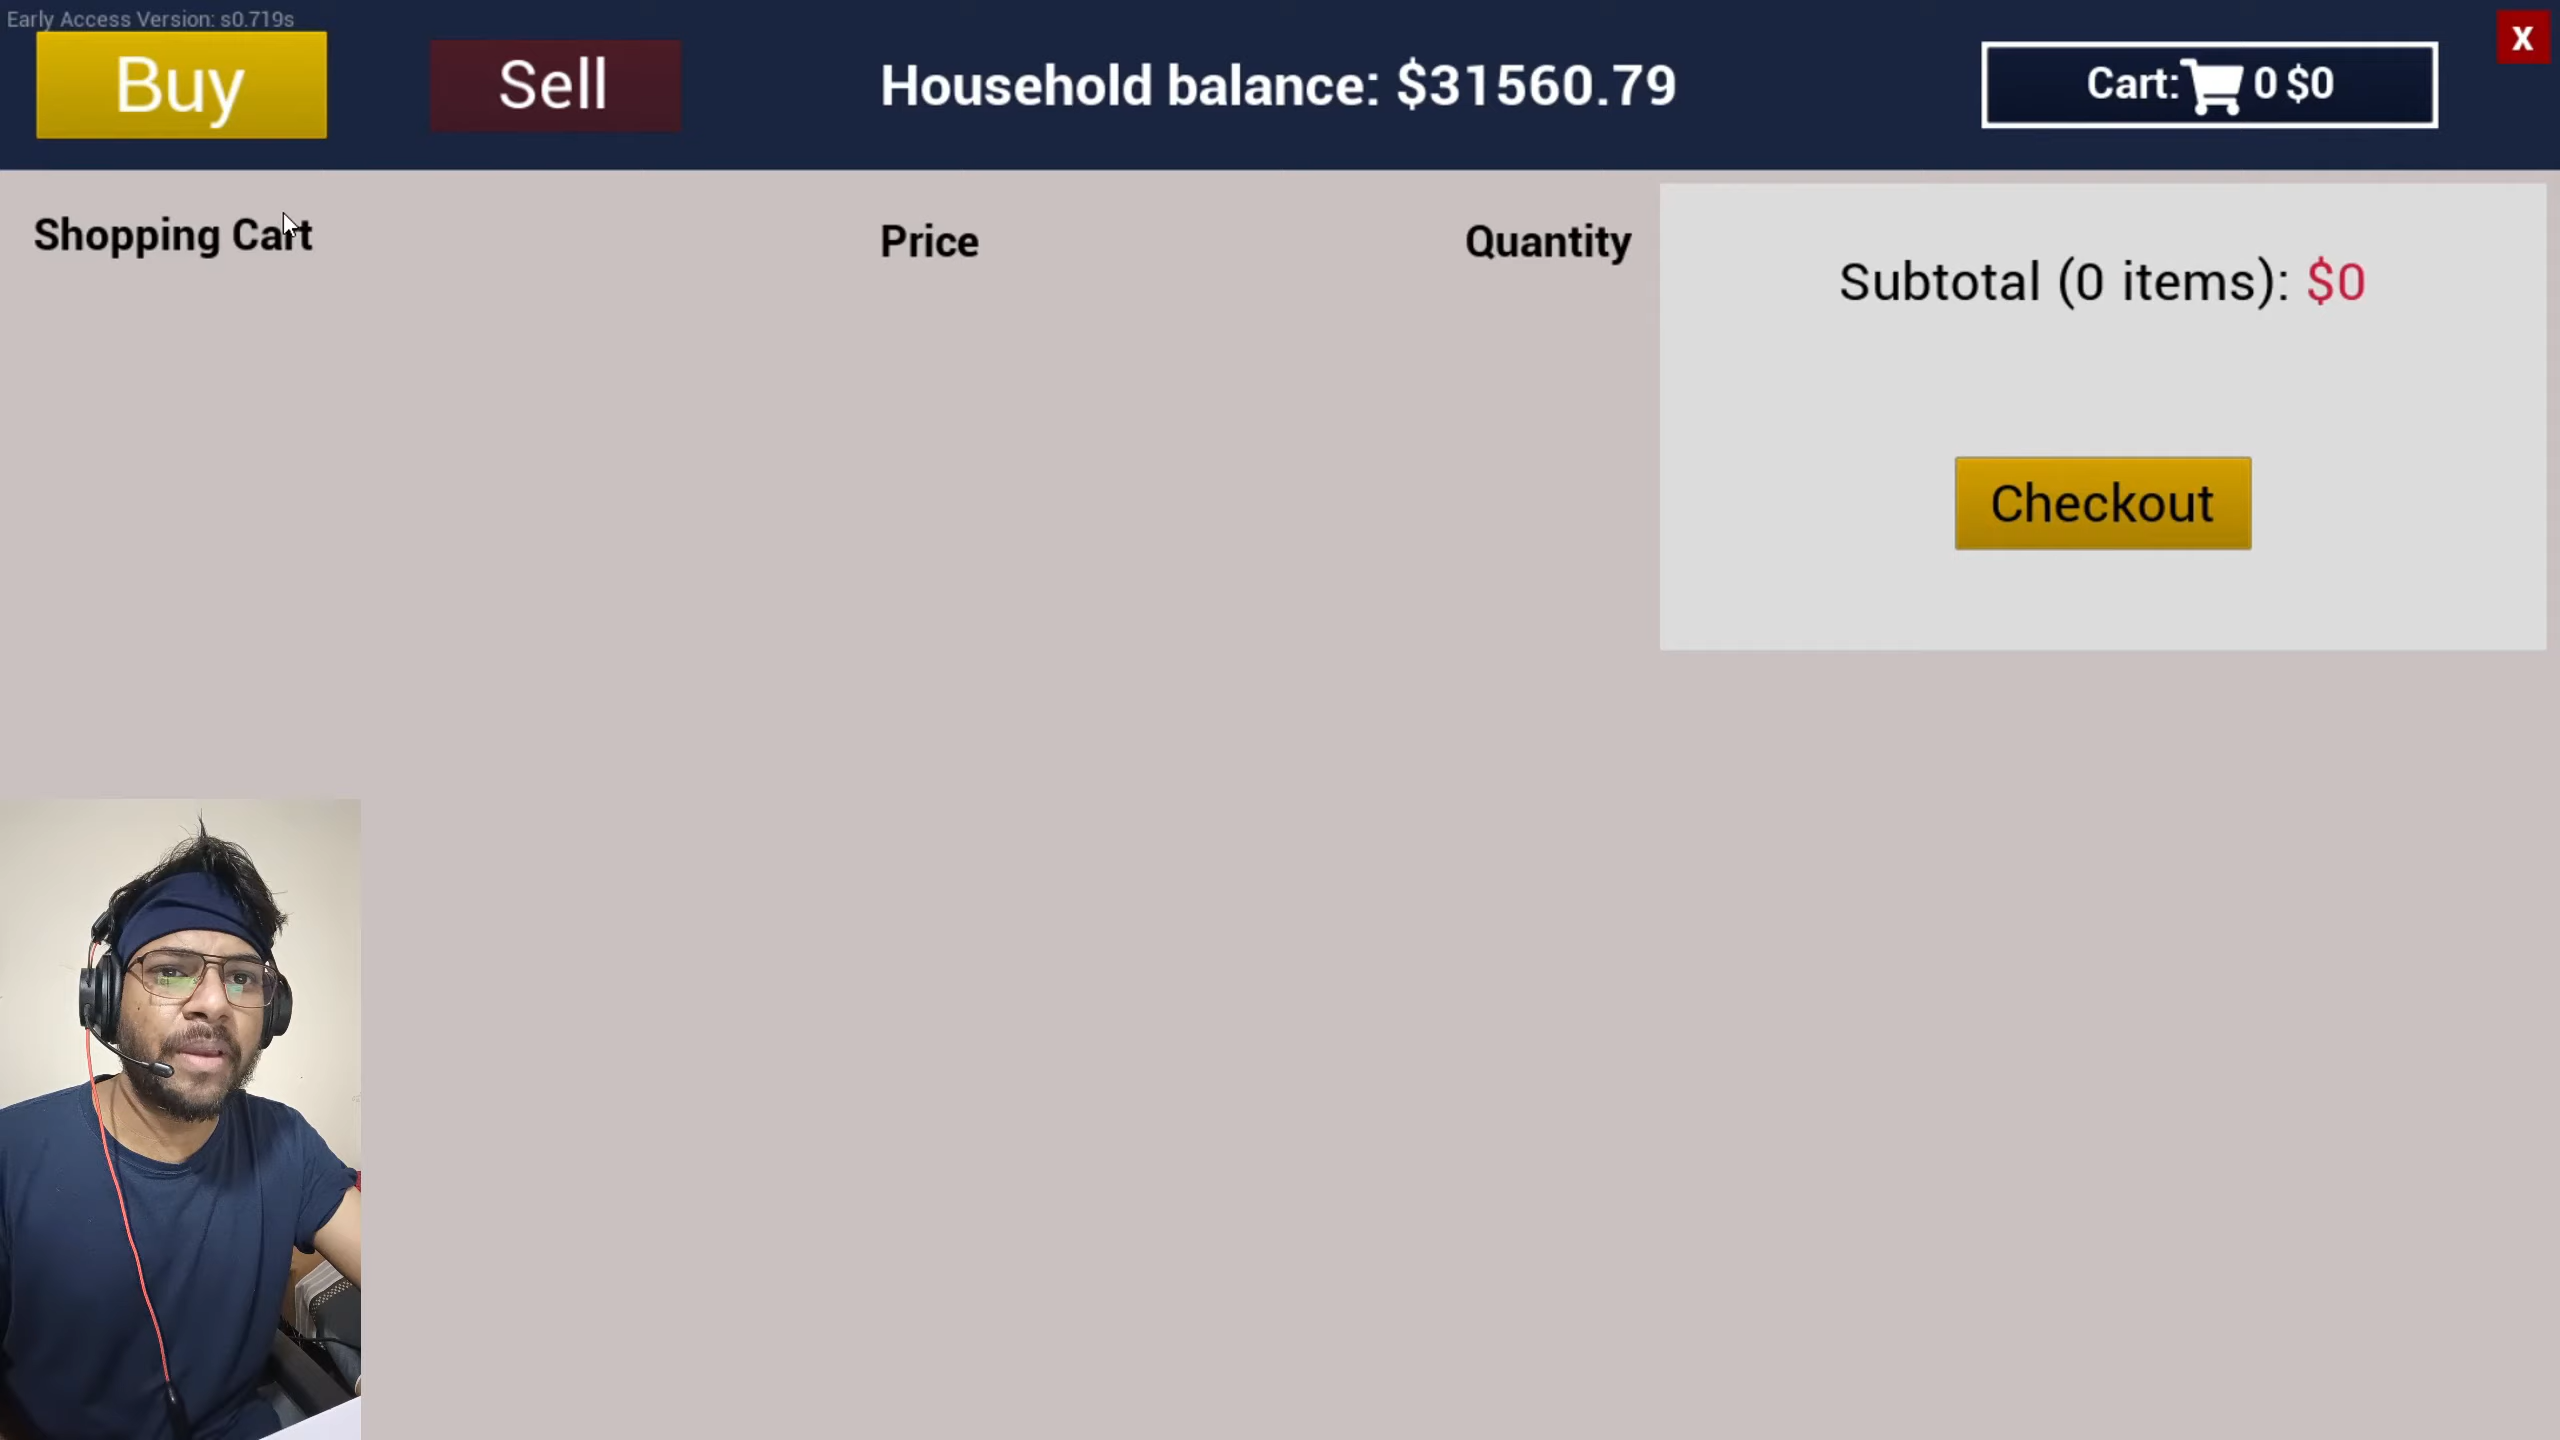 Early Access Version: s0.719s
Buy
Sell
Household balance: $31560.79
Cart: 0 $0
X
Shopping Cart
Price
Quantity
Subtotal (0 items): $0
Checkout